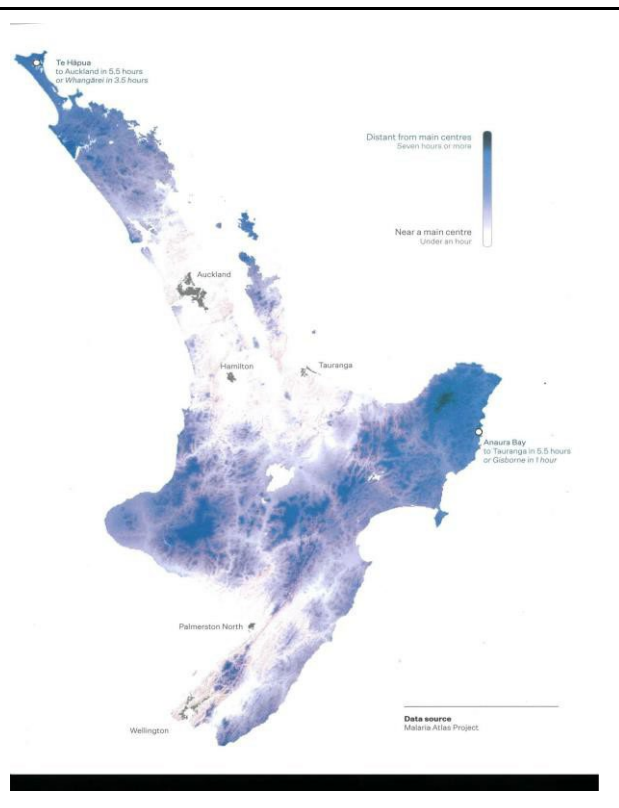 Te Hāpua
to Auckland in 5.5 hours
or Whangārei in 3.5 hours
Distant from main centres
Seven hours or more
Near a main centre
Under an hour
Auckland
Hamilton
Tauranga
Anaura Bay
to Tauranga in 5.5 hours
or Gisborne in 1 hour
Palmerston North
Wellington
Data source
Malaria Atlas Project